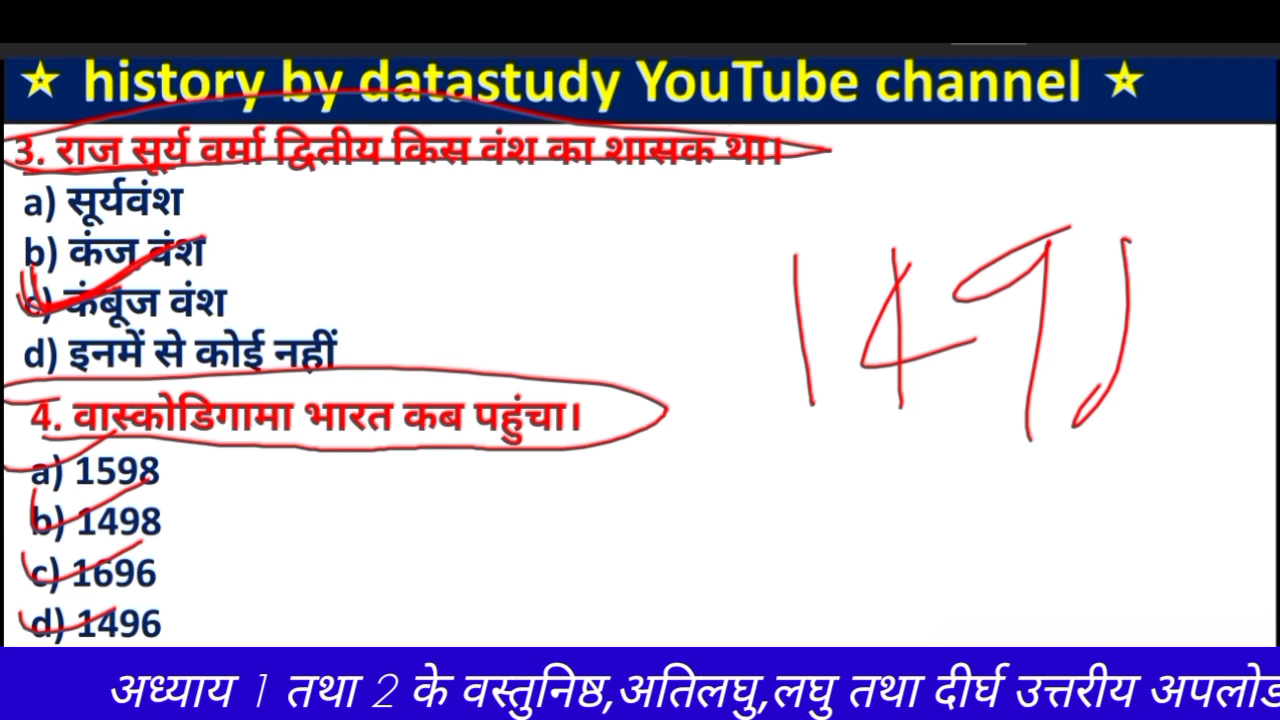 ★ history by datastudy YouTube channel ★
3. राज सूर्य वर्मा द्वितीय किस वंश का शासक था।
a) सूर्यवंश
b) कंज वंश
c) कंबूज वंश
d) इनमें से कोई नहीं
149
4. वास्कोडिगामा भारत कब पहुंचा।
a) 1598
b) 1498
c) 1696
d) 1496
अध्याय 1 तथा 2 के वस्तुनिष्ठ,अतिलघु,लघु तथा दीर्घ उत्तरीय अपलोड